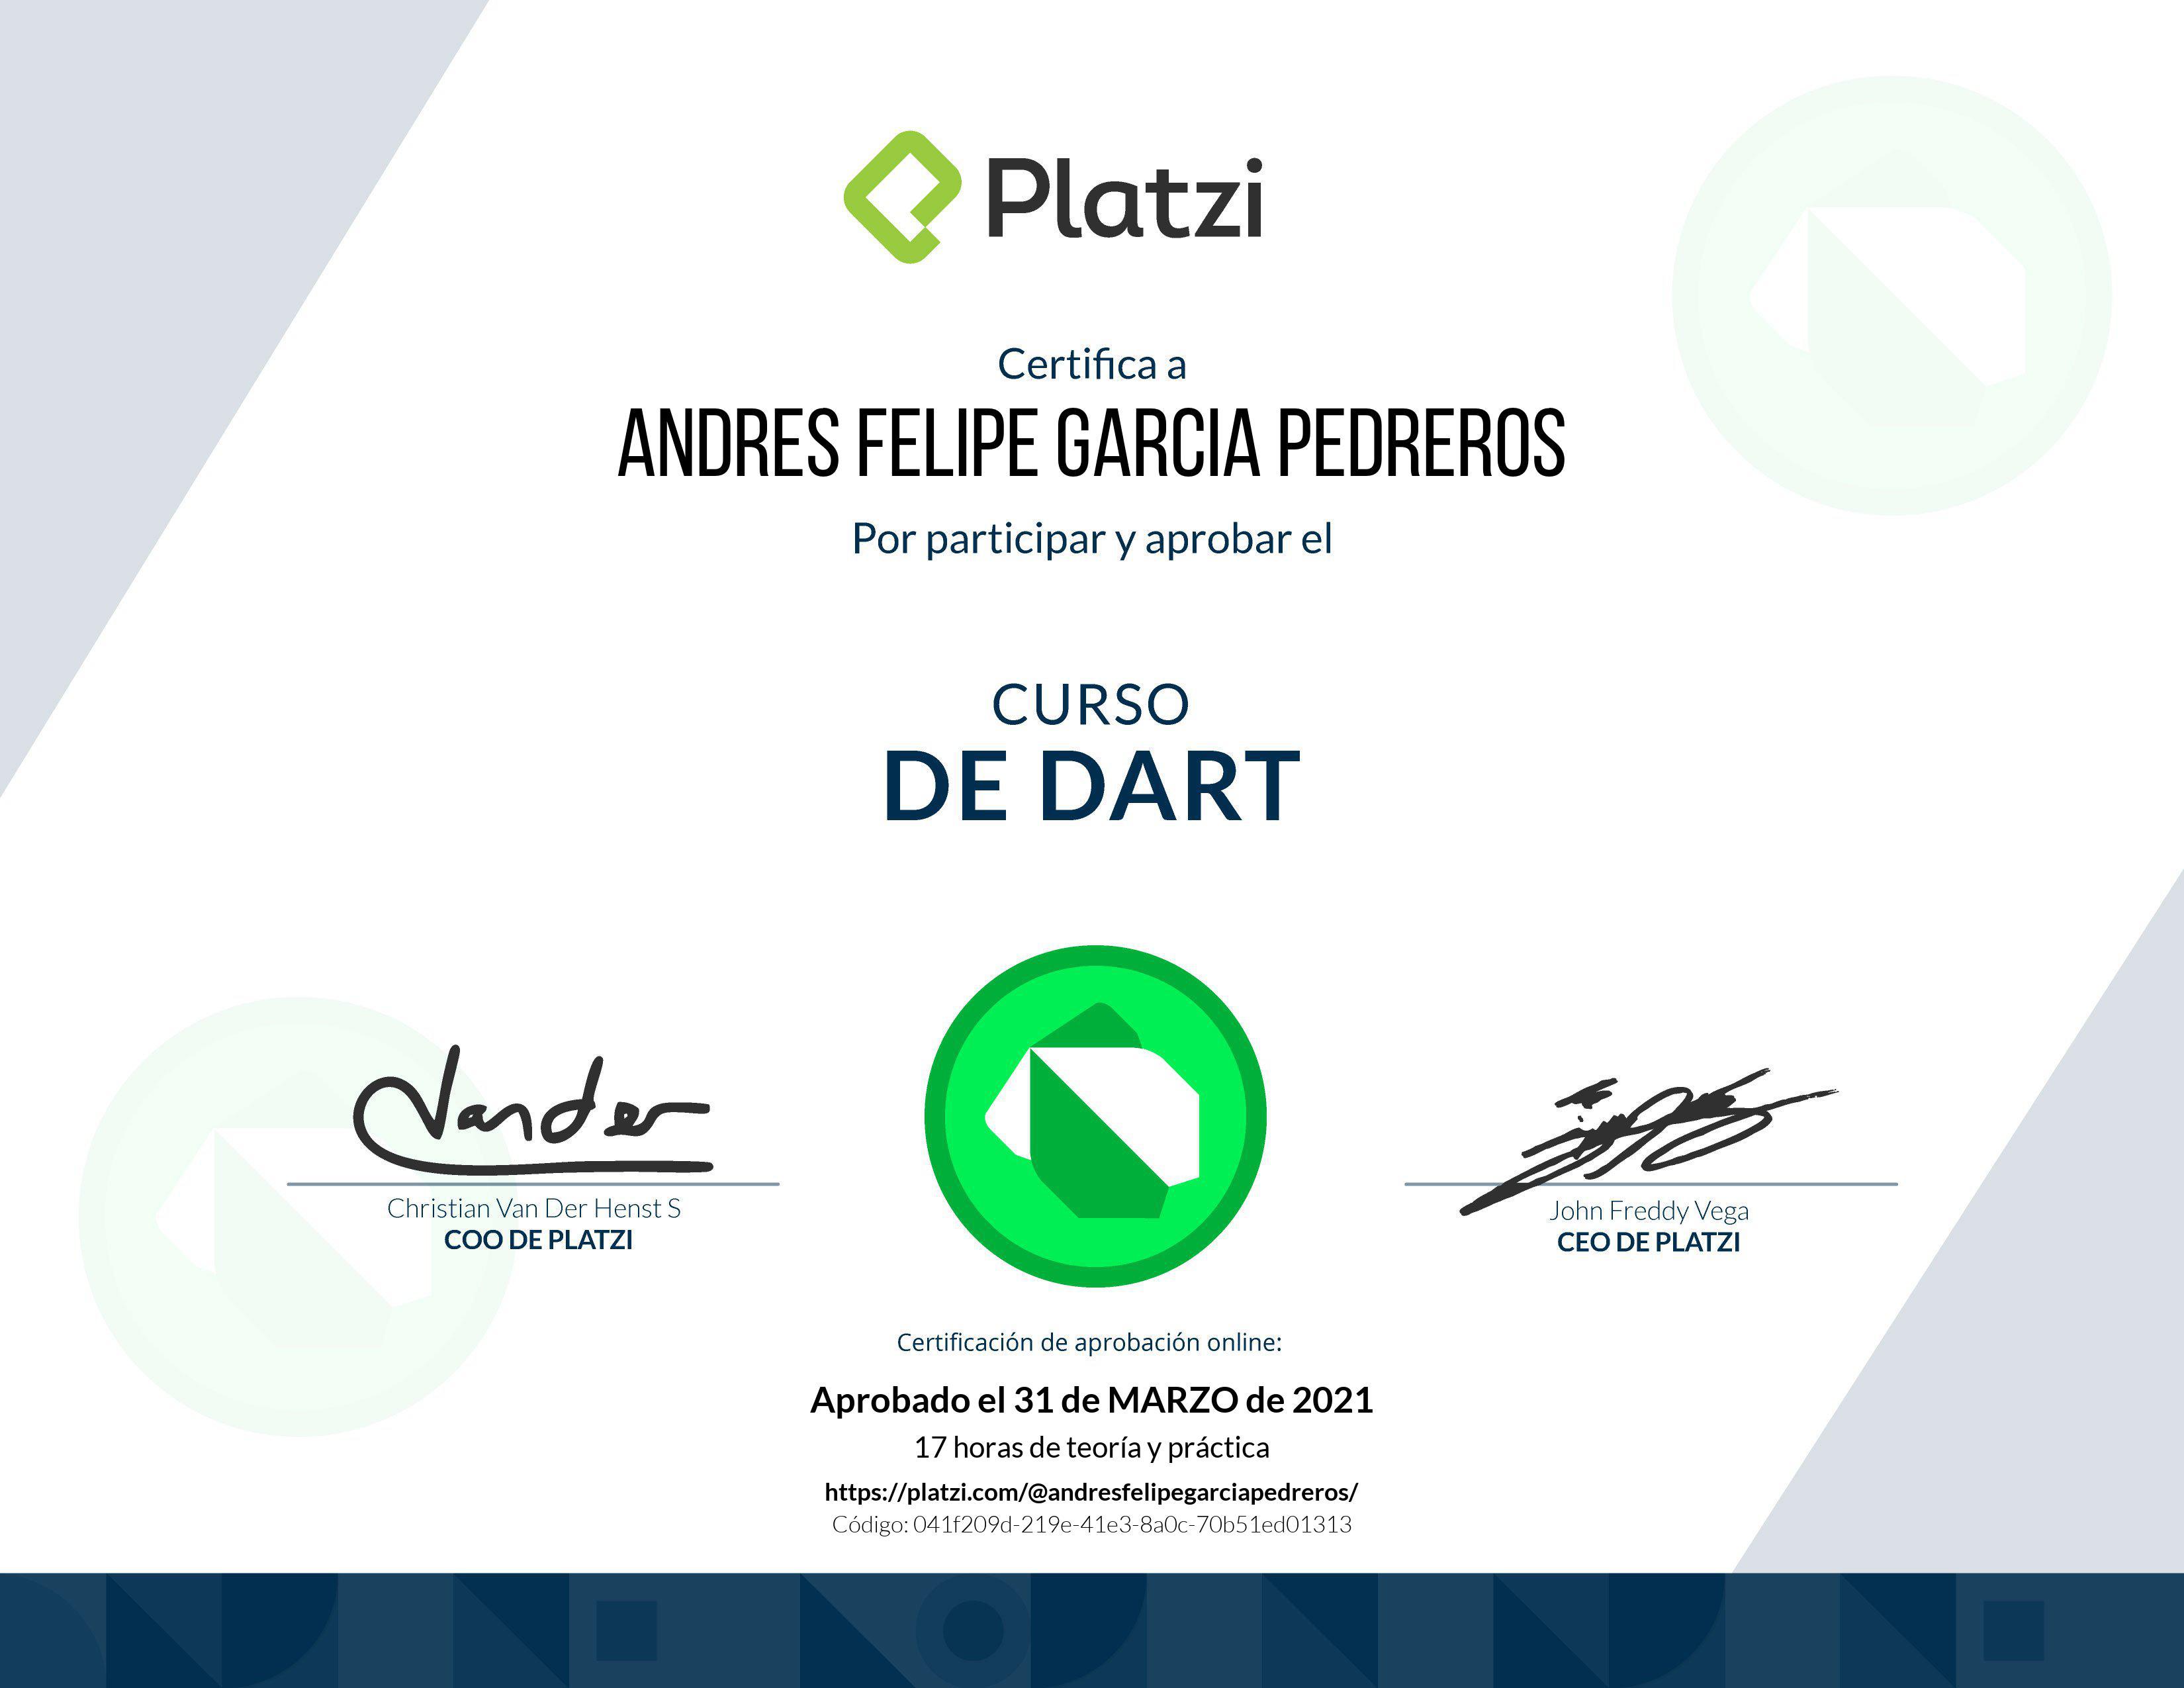 Platzi
Certifica a
ANDRES FELIPE GARCIA PEDREROS
Por participar y aprobar el
CURSO
DE DART
Vander
Christian Van Der Henst S
COO DE PLATZI
John Freddy Vega
CEO DE PLATZI
Certificación de aprobación online:
Aprobado el 31 de MARZO de 2021
17 horas de teoría y práctica
https://platzi.com/@andresfelipegarciapedreros/
Código: 041f209d-219e-41e3-8a0c-70b51ed01313